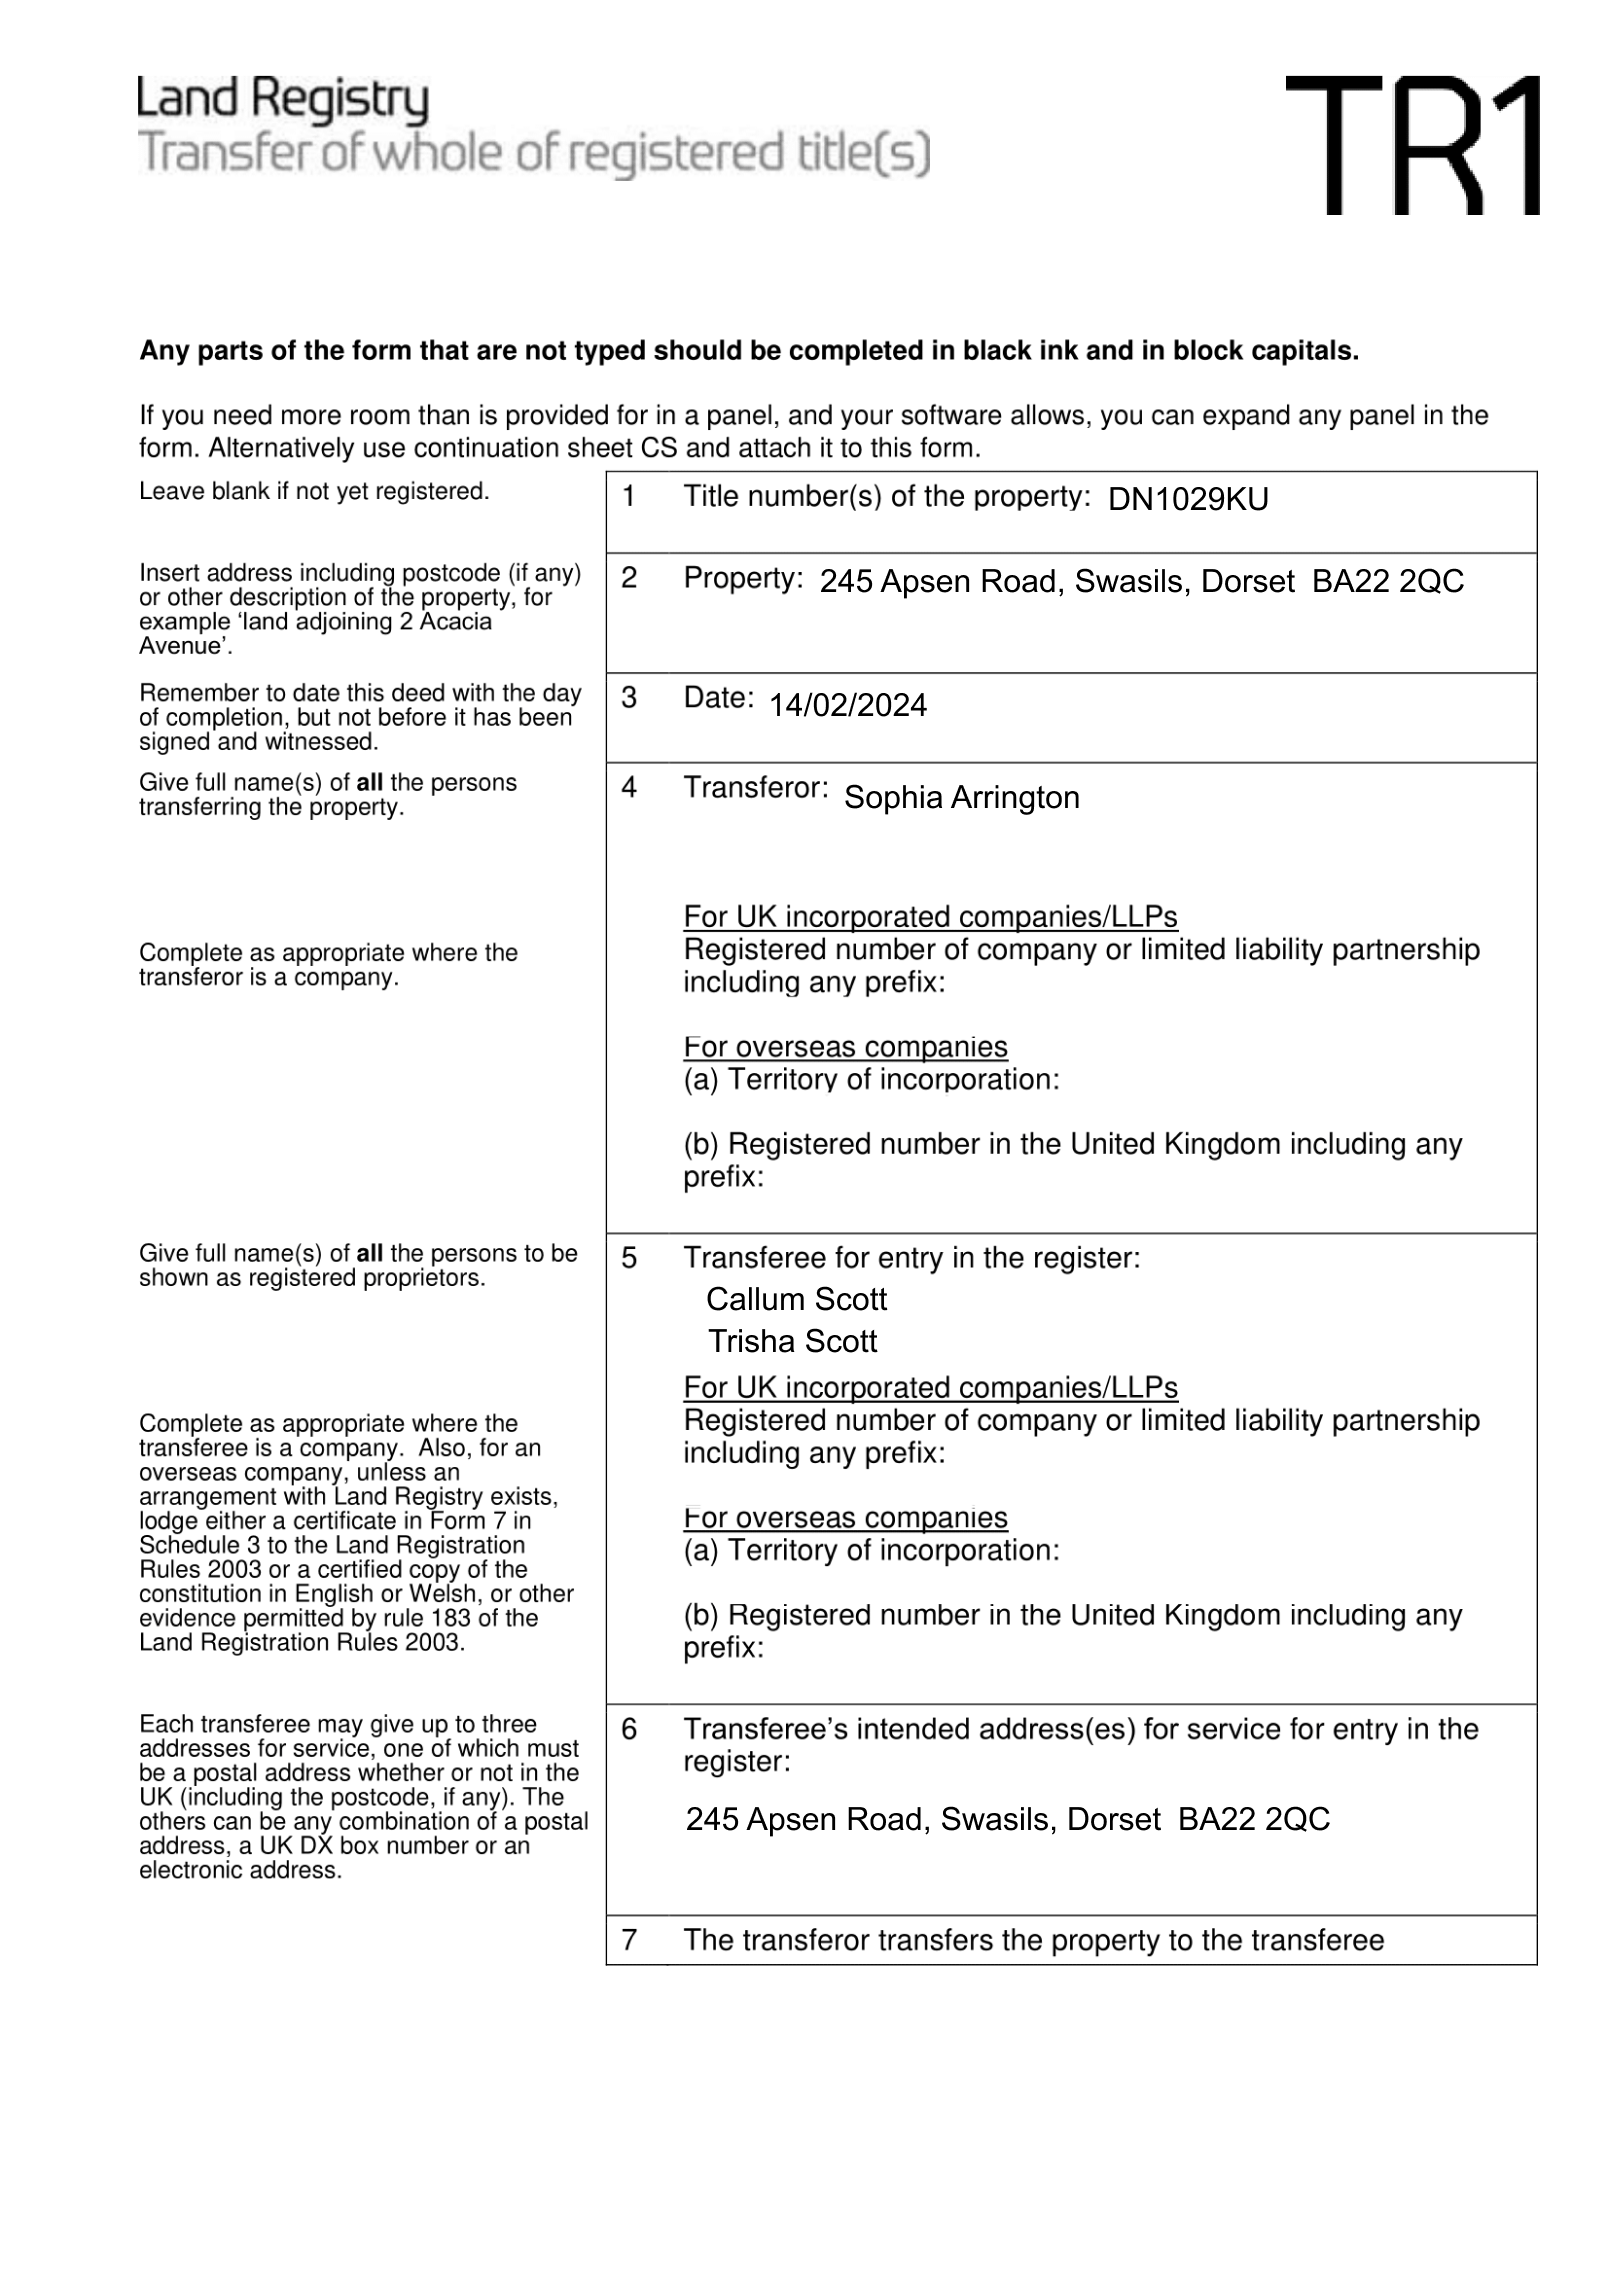 Land Registry
Transfer of whole of registered title(s)
TR1
Any parts of the form that are not typed should be completed in black ink and in block capitals.
If you need more room than is provided for in a panel, and your software allows, you can expand any panel in the
form. Alternatively use continuation sheet CS and attach it to this form.
Leave blank if not yet registered.
1 Title number(s) of the property: DN1029KU
Insert address including postcode (if any)
or other description of the property, for
example ‘land adjoining 2 Acacia
Avenue’.
2 Property: 245 Apsen Road, Swasils, Dorset BA22 2QC
Remember to date this deed with the day
of completion, but not before it has been
signed and witnessed.
3 Date: 14/02/2024
Give full name(s) of all the persons
transferring the property.
4 Transferor: Sophia Arrington
Complete as appropriate where the
transferor is a company.
For UK incorporated companies/LLPs
Registered number of company or limited liability partnership
including any prefix:
For overseas companies
(a) Territory of incorporation:
(b) Registered number in the United Kingdom including any
prefix:
Give full name(s) of all the persons to be
shown as registered proprietors.
5 Transferee for entry in the register:
Callum Scott
Trisha Scott
Complete as appropriate where the
transferee is a company. Also, for an
overseas company, unless an
arrangement with Land Registry exists,
lodge either a certificate in Form 7 in
Schedule 3 to the Land Registration
Rules 2003 or a certified copy of the
constitution in English or Welsh, or other
evidence permitted by rule 183 of the
Land Registration Rules 2003.
For UK incorporated companies/LLPs
Registered number of company or limited liability partnership
including any prefix:
For overseas companies
(a) Territory of incorporation:
(b) Registered number in the United Kingdom including any
prefix:
Each transferee may give up to three
addresses for service, one of which must
be a postal address whether or not in the
UK (including the postcode, if any). The
others can be any combination of a postal
address, a UK DX box number or an
electronic address.
6 Transferee’s intended address(es) for service for entry in the
register:
245 Apsen Road, Swasils, Dorset BA22 2QC
7 The transferor transfers the property to the transferee